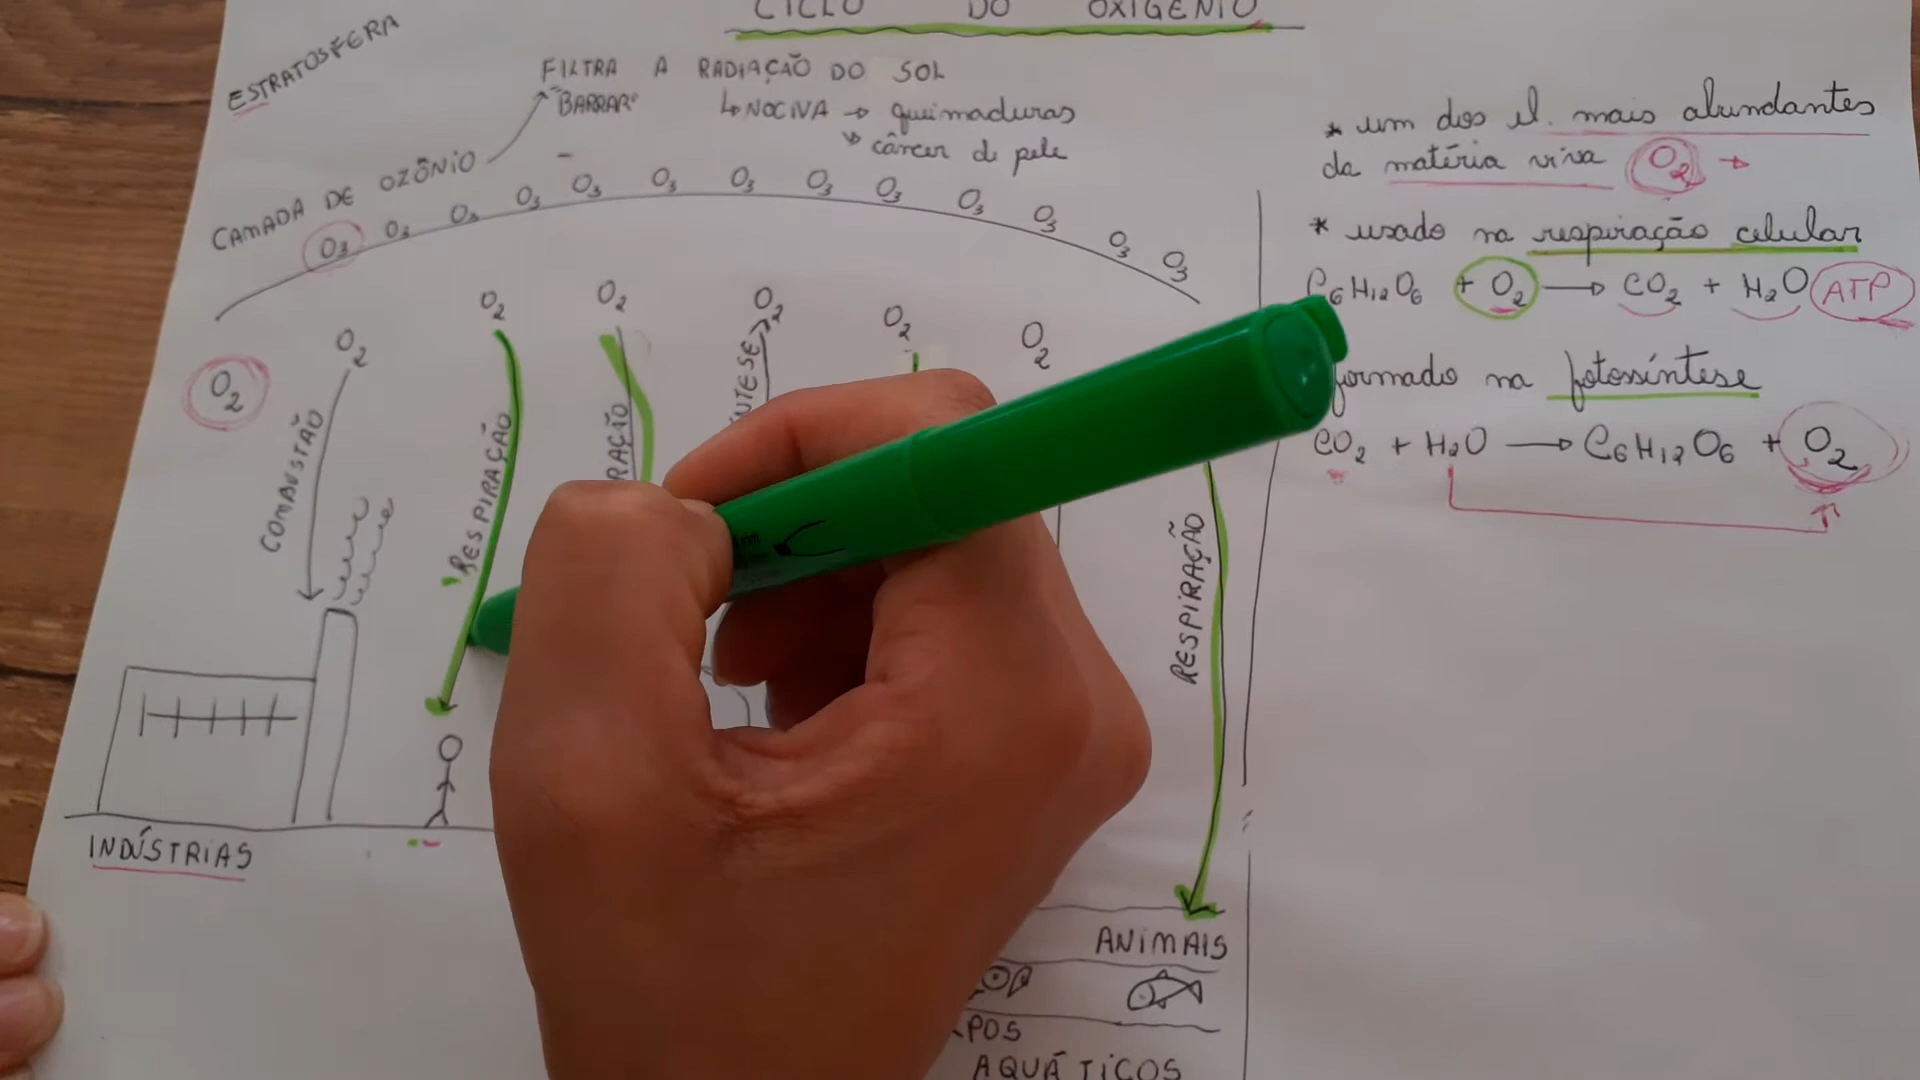 CICLO DO OXIGÊNIO
ESTRATOSFERA
FILTRA A RADIAÇÃO DO SOL
"BARRAR" ↳ NOCIVA → queimaduras
↘ câncer de pele
CAMADA DE OZÔNIO
O3 O3 O3 O3 O3 O3 O3 O3 O3 O3 O3 O3 O3
O2 O2 O2 O2 O2 O2 O2
COMBUSTÃO
RESPIRAÇÃO
RAÇÃO
NTESE
RESPIRAÇÃO
INDÚSTRIAS
ANIMAIS
POS
AQUÁTICOS
* um dos el. mais abundantes
da matéria viva O2 →
* usado na respiração celular
C6H12O6 + O2 → CO2 + H2O ATP
formado na fotossíntese
CO2 + H2O → C6H12O6 + O2